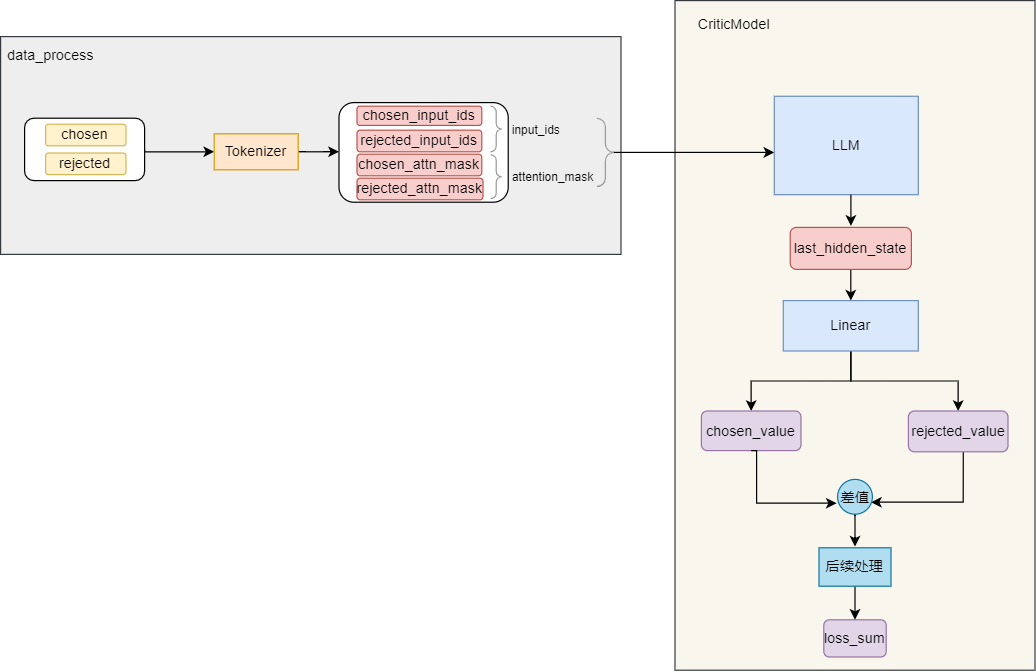 data_process
chosen
rejected
Tokenizer
chosen_input_ids
rejected_input_ids
chosen_attn_mask
rejected_attn_mask
input_ids
attention_mask
CriticModel
LLM
last_hidden_state
Linear
chosen_value
rejected_value
差值
后续处理
loss_sum